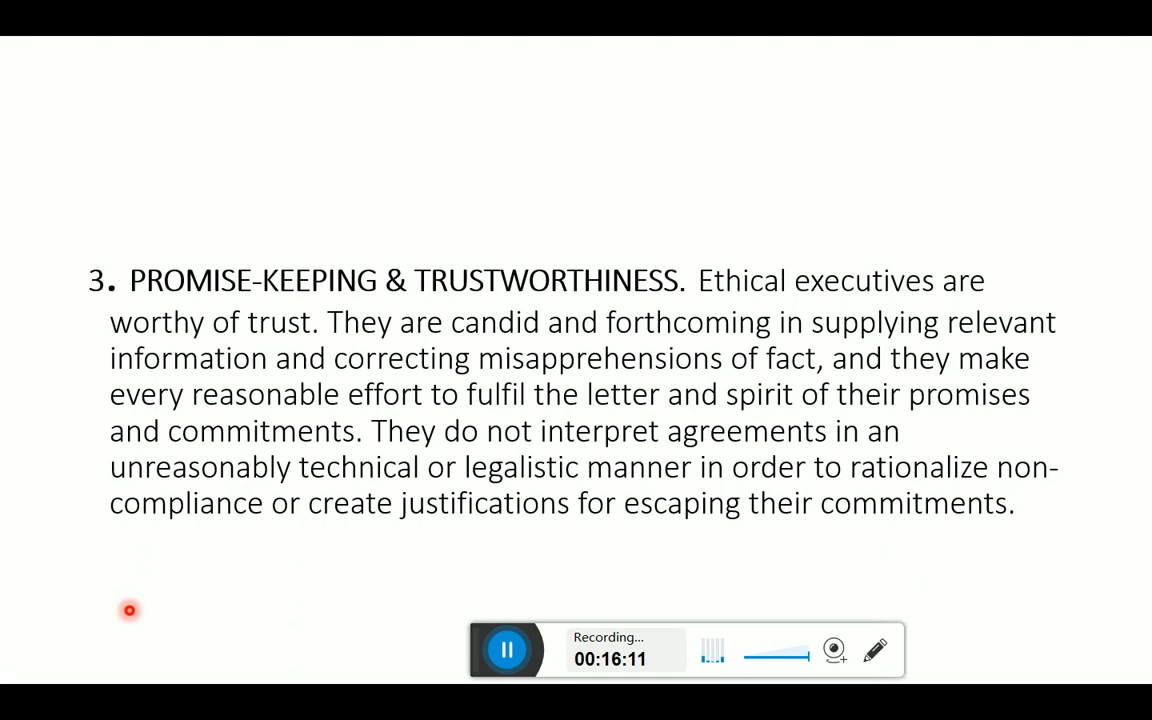 3. PROMISE-KEEPING & TRUSTWORTHINESS. Ethical executives are
worthy of trust. They are candid and forthcoming in supplying relevant
information and correcting misapprehensions of fact, and they make
every reasonable effort to fulfil the letter and spirit of their promises
and commitments. They do not interpret agreements in an
unreasonably technical or legalistic manner in order to rationalize non-
compliance or create justifications for escaping their commitments.
Recording...
00:16:11